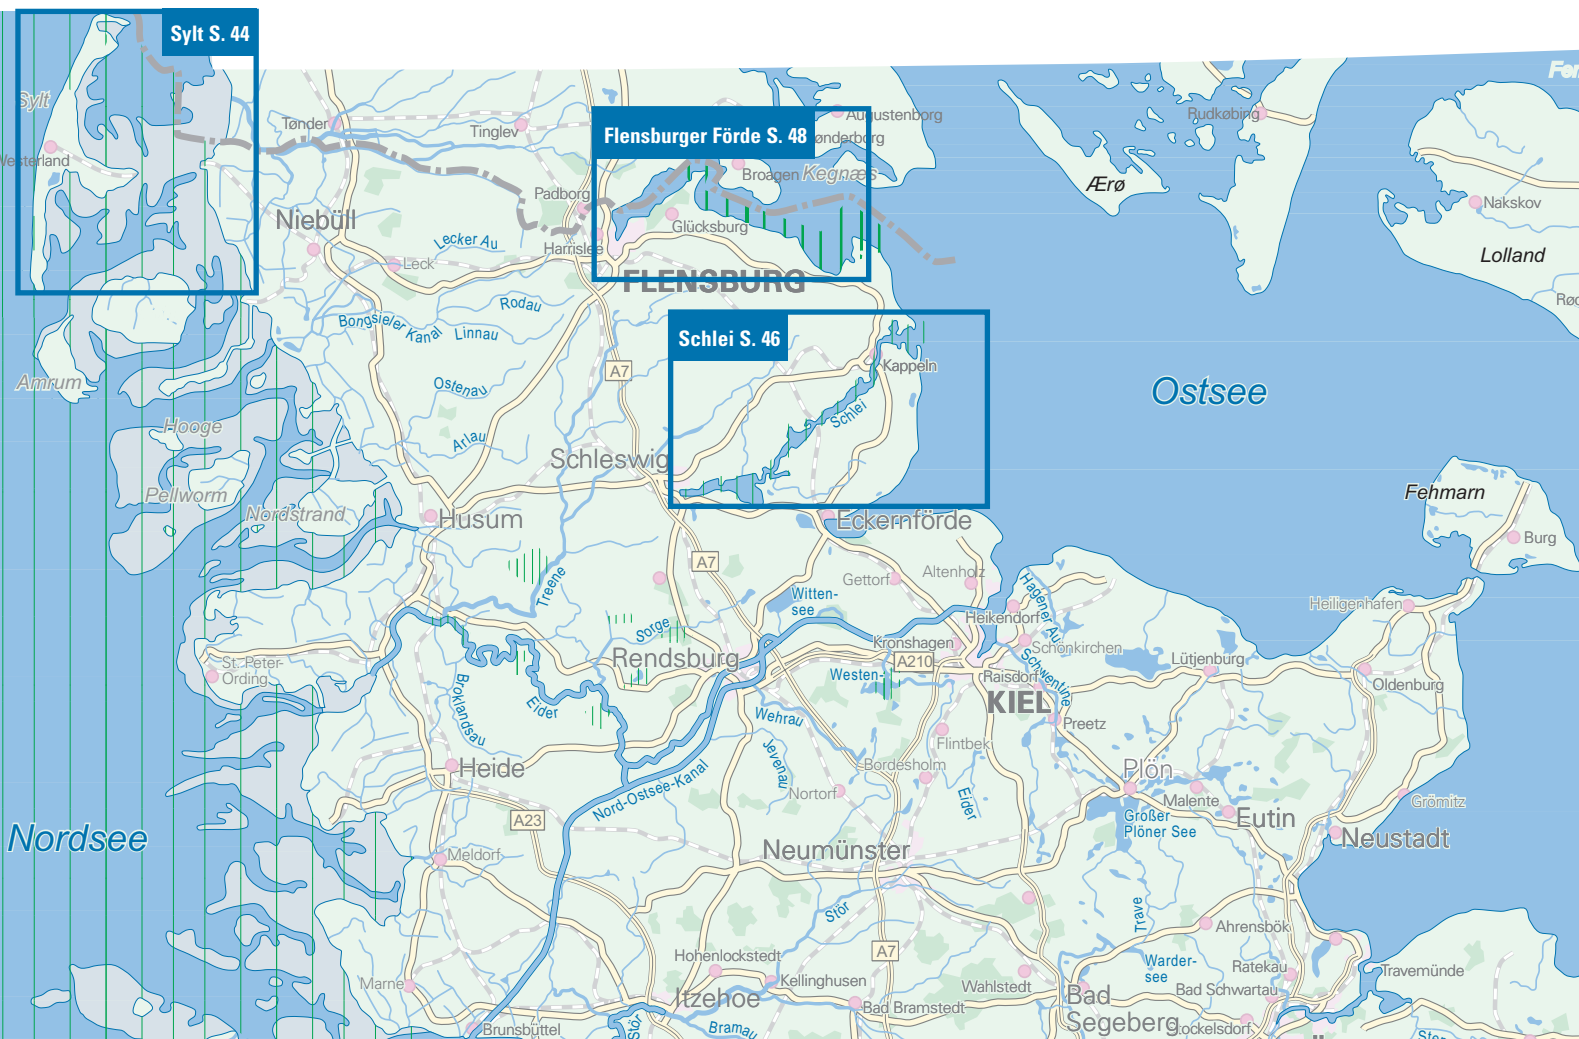 Sylt S. 44
Fer
Sylt
Tønder
Tinglev
Augustenborg
Rudkøbing
Flensburger Förde S. 48
ønderborg
Westerland
Broagen
Kegnæs
Ærø
Padborg
Nakskov
Niebüll
Glücksburg
Lecker Au
Harrislee
Leck
Lolland
FLENSBURG
Rodau
Rød
Bongsieler Kanal
Linnau
Schlei S. 46
Kappeln
A7
Amrum
Ostenau
Ostsee
Schlei
Hooge
Arlau
Schleswig
Pellworm
Fehmarn
Nordstrand
Husum
Eckernförde
Burg
A7
Treene
Gettorf
Altenholz
Hagener Au
Witten-
see
Heiligenhafen
Heikendorf
Sorge
Kronshagen
Schönkirchen
Rendsburg
A210
Lütjenburg
St. Peter-
Ording
Westen-
Raisdorf
Schwentine
Oldenburg
Broklandsau
Eider
KIEL
Wehrau
Preetz
Flintbek
Jevenau
Heide
Bordesholm
Plön
Nord-Ostsee-Kanal
Nortorf
Eider
Malente
Grömitz
A23
Großer
Plöner See
Eutin
Nordsee
Neustadt
Meldorf
Neumünster
Stör
Trave
Ahrensbök
A7
Hohenlockstedt
Warder-
see
Ratekau
Travemünde
Marne
Kellinghusen
Wahlstedt
Bad Schwartau
Itzehoe
Bad Bramstedt
Bad
Segeberg
Stockelsdorf
Brunsbüttel
Stör
Bramau